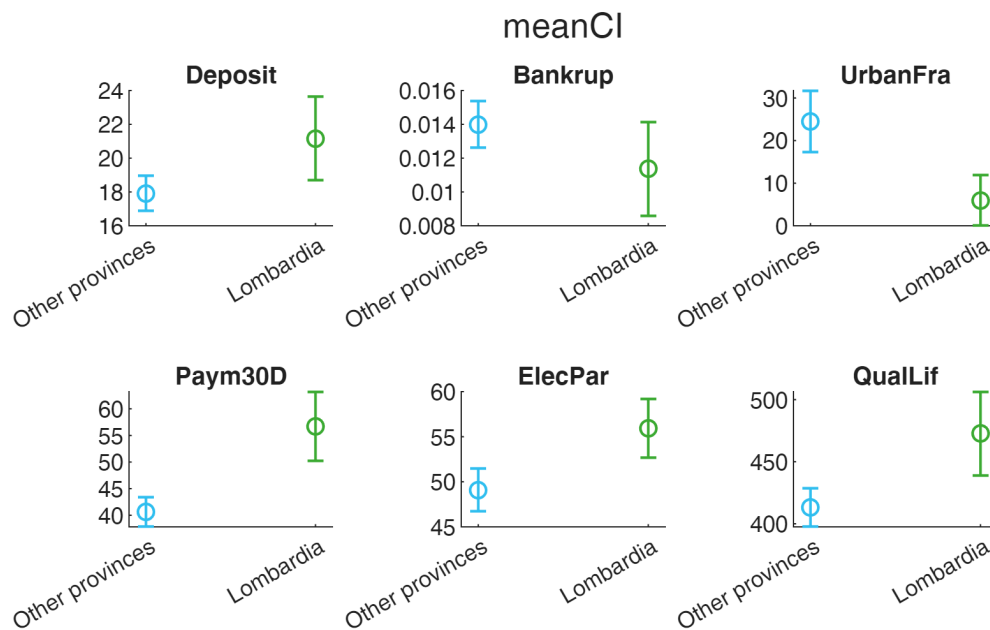 meanCI
Deposit
24
22
20
18
16
Other provinces
Lombardia
Bankrup
0.016
0.014
0.012
0.01
0.008
Other provinces
Lombardia
UrbanFra
30
20
10
0
Other provinces
Lombardia
Paym30D
60
55
50
45
40
Other provinces
Lombardia
ElecPar
60
55
50
45
Other provinces
Lombardia
QualLif
500
450
400
Other provinces
Lombardia